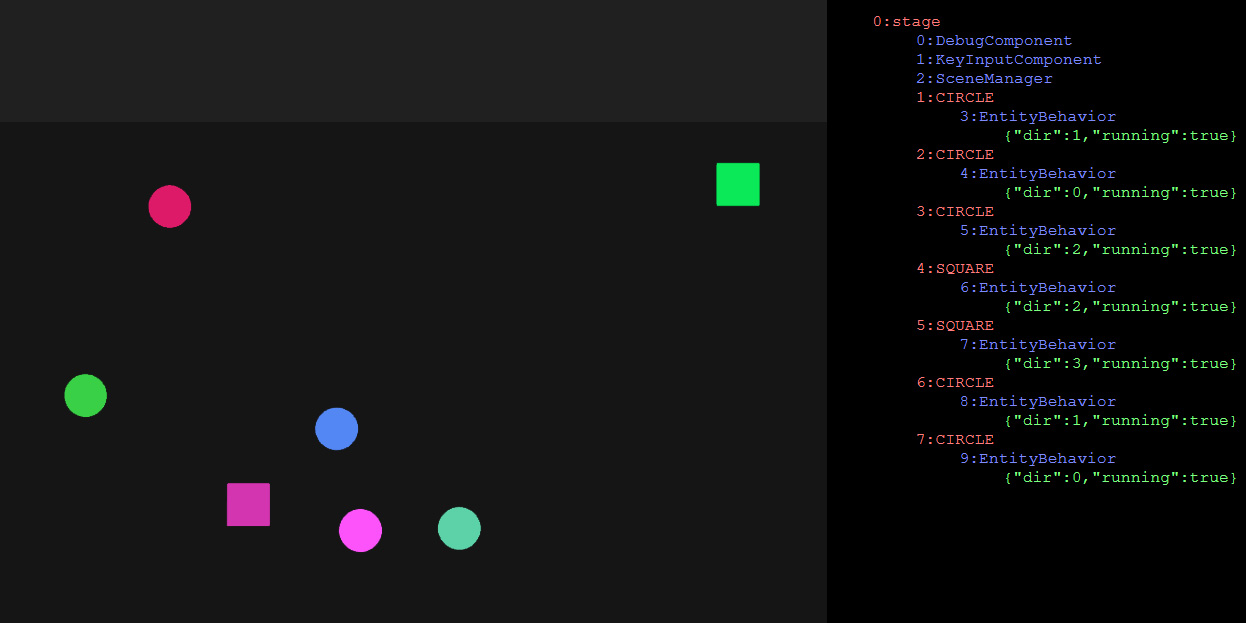 0:stage
0:DebugComponent
1:KeyInputComponent
2:SceneManager
1:CIRCLE
3:EntityBehavior
{"dir":1,"running":true}
2:CIRCLE
4:EntityBehavior
{"dir":0,"running":true}
3:CIRCLE
5:EntityBehavior
{"dir":2,"running":true}
4:SQUARE
6:EntityBehavior
{"dir":2,"running":true}
5:SQUARE
7:EntityBehavior
{"dir":3,"running":true}
6:CIRCLE
8:EntityBehavior
{"dir":1,"running":true}
7:CIRCLE
9:EntityBehavior
{"dir":0,"running":true}